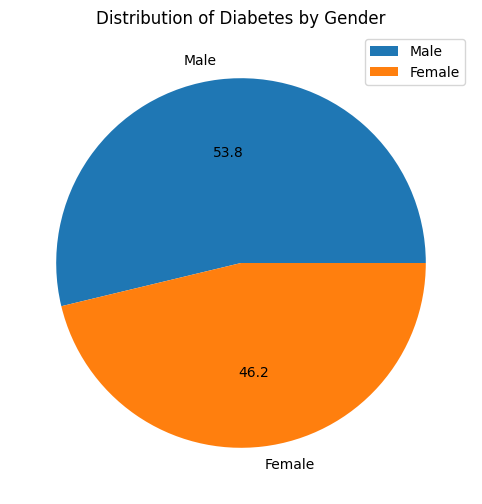 Distribution of Diabetes by Gender
Male
Female
Male
53.8
46.2
Female